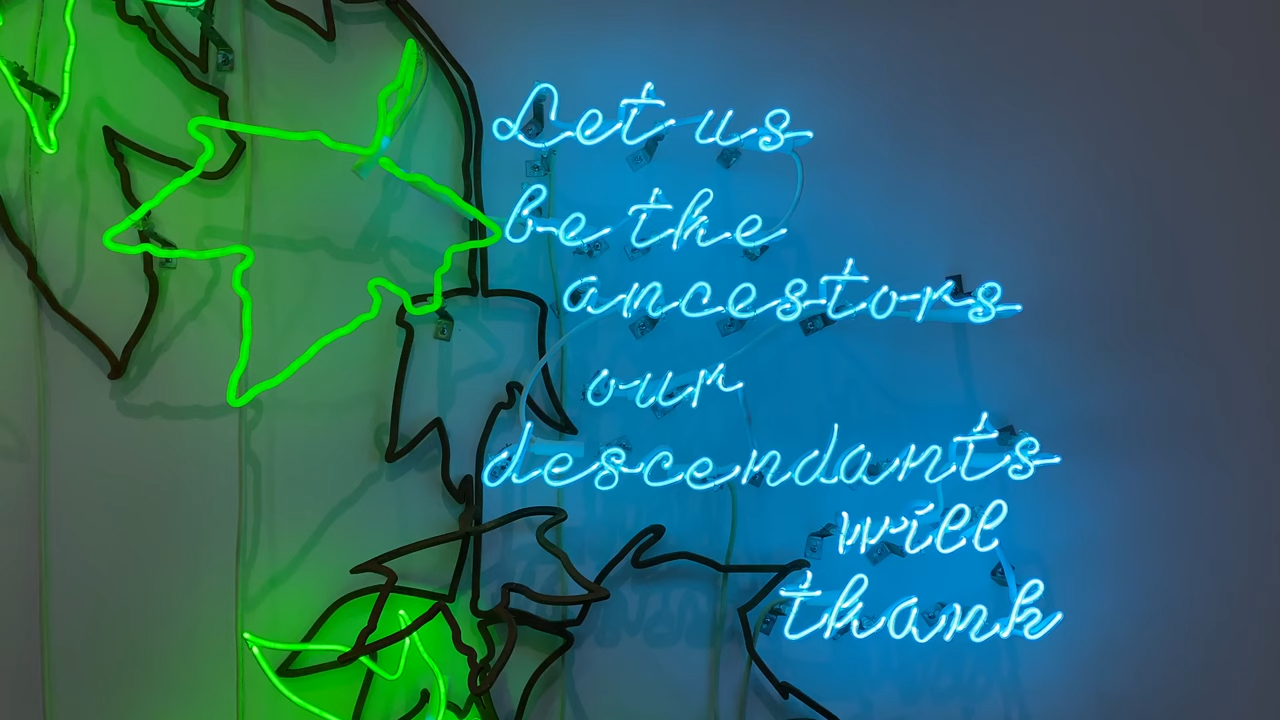 Let us
be the
ancestors
our
descendants
will
thank